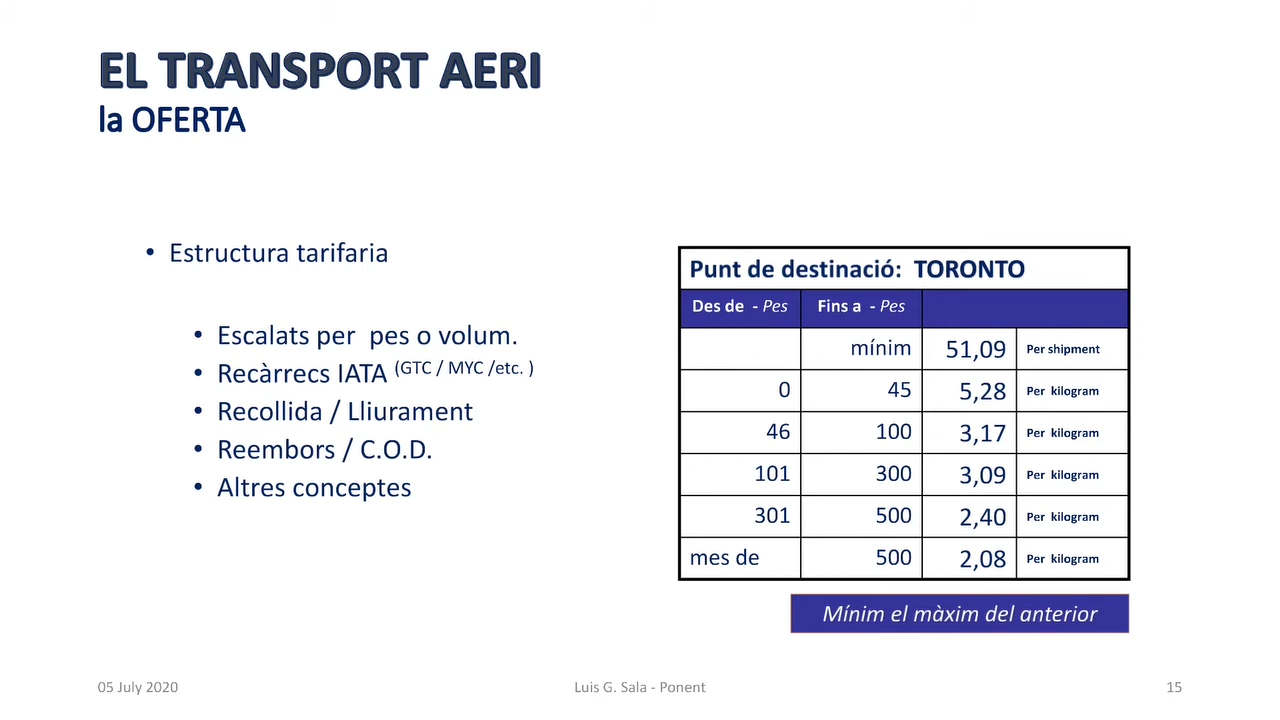 EL TRANSPORT AERI
la OFERTA
• Estructura tarifaria
• Escalats per pes o volum.
• Recàrrecs IATA (GTC / MYC /etc. )
• Recollida / Lliurament
• Reembors / C.O.D.
• Altres conceptes
Punt de destinació: TORONTO
Des de - Pes Fins a - Pes
mínim 51,09 Per shipment
0 45 5,28 Per kilogram
46 100 3,17 Per kilogram
101 300 3,09 Per kilogram
301 500 2,40 Per kilogram
mes de 500 2,08 Per kilogram
Mínim el màxim del anterior
05 July 2020 Luis G. Sala - Ponent 15